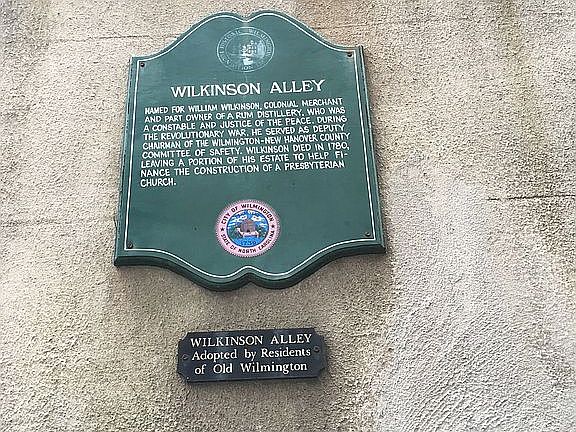 WILKINSON ALLEY
NAMED FOR WILLIAM WILKINSON, COLONIAL MERCHANT
AND PART OWNER OF A RUM DISTILLERY, WHO WAS
A CONSTABLE AND JUSTICE OF THE PEACE. DURING
THE REVOLUTIONARY WAR, HE SERVED AS DEPUTY
CHAIRMAN OF THE WILMINGTON-NEW HANOVER COUNTY
COMMITTEE OF SAFETY. WILKINSON DIED IN 1780,
LEAVING A PORTION OF HIS ESTATE TO HELP FI-
NANCE THE CONSTRUCTION OF A PRESBYTERIAN
CHURCH.
CITY OF WILMINGTON
STATE OF NORTH CAROLINA
WILKINSON ALLEY
Adopted by Residents
of Old Wilmington